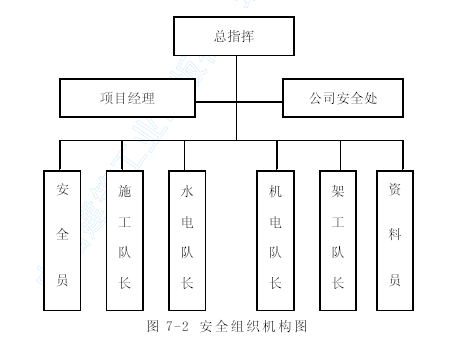 总指挥
项目经理
公司安全处
安全员
施工队长
水电队长
机电队长
架工队长
资料员
图 7-2 安全组织机构图